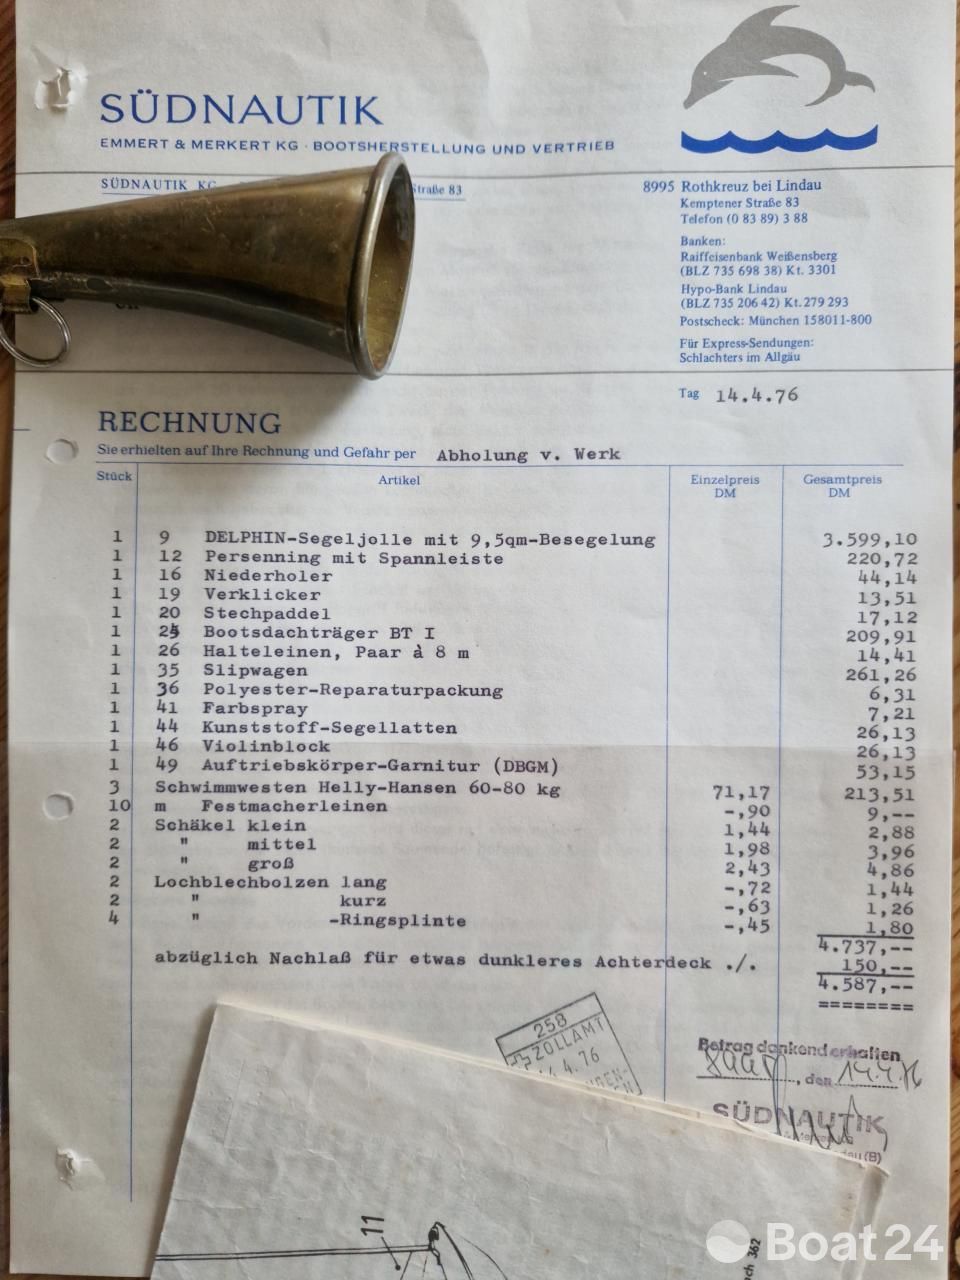 SÜDNAUTIK
EMMERT & MERKERT KG · BOOTSHERSTELLUNG UND VERTRIEB
SÜDNAUTIK KG
Straße 83
8995 Rothkreuz bei Lindau
Kemptener Straße 83
Telefon (0 83 89) 3 88
Banken:
Raiffeisenbank Weißensberg
(BLZ 735 698 38) Kt. 3301
Hypo-Bank Lindau
(BLZ 735 206 42) Kt. 279 293
Postscheck: München 158011-800
Für Express-Sendungen:
Schlachters im Allgäu
Tag 14.4.76
RECHNUNG
Sie erhielten auf Ihre Rechnung und Gefahr per Abholung v. Werk
Stück Artikel Einzelpreis DM Gesamtpreis DM
1 9 DELPHIN-Segeljolle mit 9,5qm-Besegelung 3.599,10
1 12 Persenning mit Spannleiste 220,72
1 16 Niederholer 44,14
1 19 Verklicker 13,51
1 20 Stechpaddel 17,12
1 25 Bootsdachträger BT I 209,91
1 26 Halteleinen, Paar à 8 m 14,41
1 35 Slipwagen 261,26
1 36 Polyester-Reparaturpackung 6,31
1 41 Farbspray 7,21
1 44 Kunststoff-Segellatten 26,13
1 46 Violinblock 26,13
1 49 Auftriebskörper-Garnitur (DBGM) 53,15
3 Schwimmwesten Helly-Hansen 60-80 kg 71,17 213,51
10 m Festmacherleinen -,90 9,--
2 Schäkel klein 1,44 2,88
2 " mittel 1,98 3,96
2 " groß 2,43 4,86
2 Lochblechbolzen lang -,72 1,44
2 " kurz -,63 1,26
4 " -Ringsplinte -,45 1,80
4.737,--
abzüglich Nachlaß für etwas dunkleres Achterdeck ./. 150,--
4.587,--
========
258
ZOLLAMT
4.76
Betrag dankend erhalten
, den 14.4.76
SÜDNAUTIK
(B)
11
362
Boat24